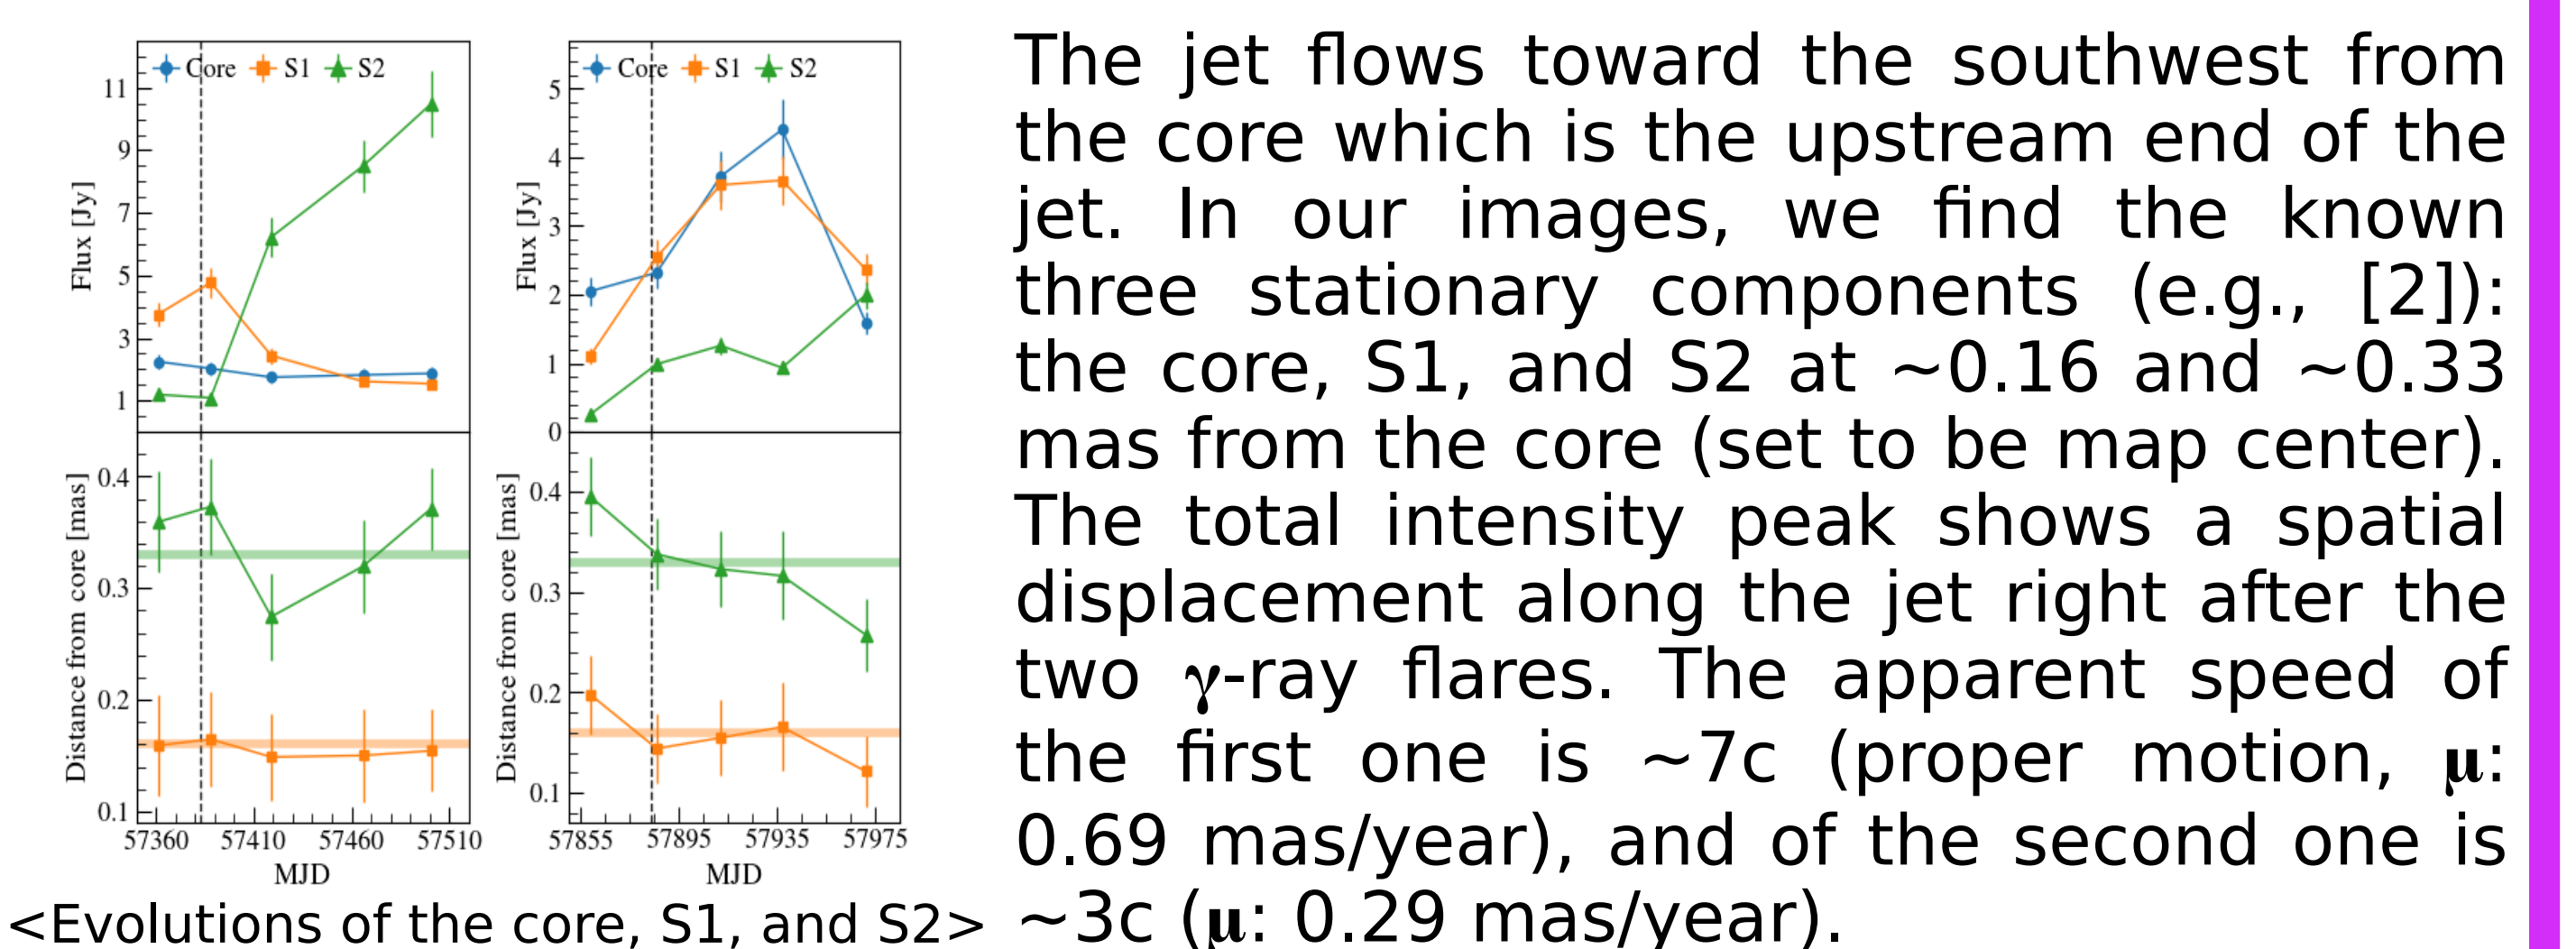 Core S1 S2
11
9
7
5
3
1
Flux [Jy]
0.4
0.3
0.2
0.1
Distance from core [mas]
57360 57410 57460 57510
MJD
Core S1 S2
5
4
3
2
1
0
Flux [Jy]
0.4
0.3
0.2
0.1
Distance from core [mas]
57855 57895 57935 57975
MJD
<Evolutions of the core, S1, and S2>
The jet flows toward the southwest from
the core which is the upstream end of the
jet. In our images, we find the known
three stationary components (e.g., [2]):
the core, S1, and S2 at ~0.16 and ~0.33
mas from the core (set to be map center).
The total intensity peak shows a spatial
displacement along the jet right after the
two γ-ray flares. The apparent speed of
the first one is ~7c (proper motion, μ:
0.69 mas/year), and of the second one is
~3c (μ: 0.29 mas/year).